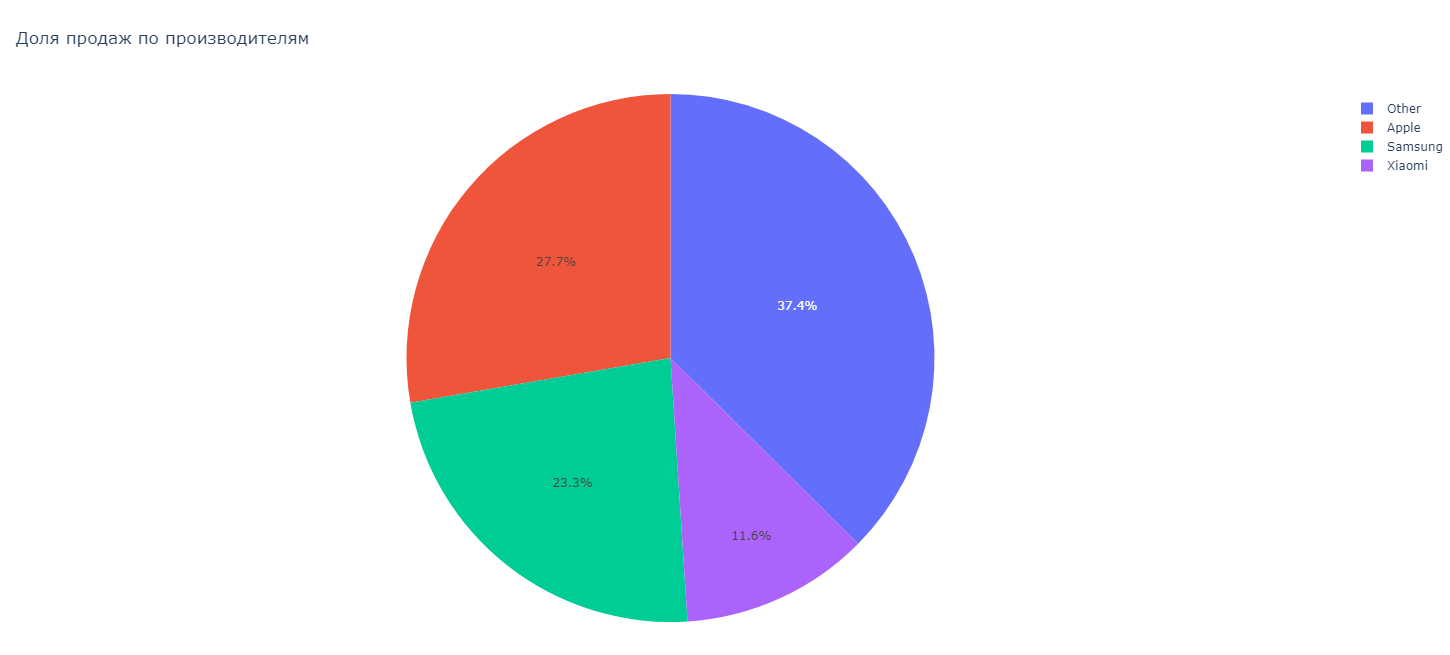 Доля продаж по производителям
Other
Apple
Samsung
Xiaomi
27.7%
37.4%
23.3%
11.6%